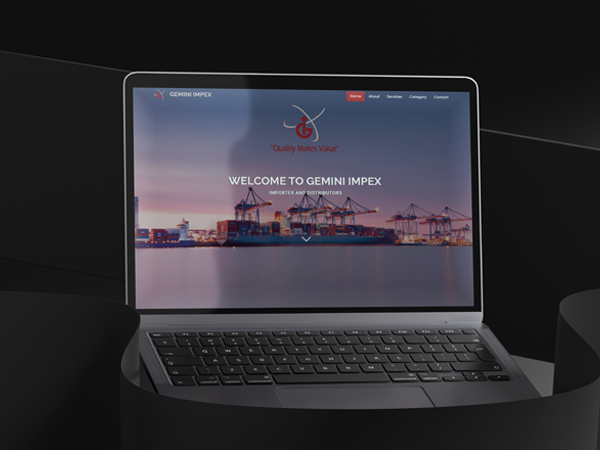 GEMINI IMPEX
Home About Services Category Contact
"Quality Makes Value"
WELCOME TO GEMINI IMPEX
IMPORTER AND DISTRIBUTORS